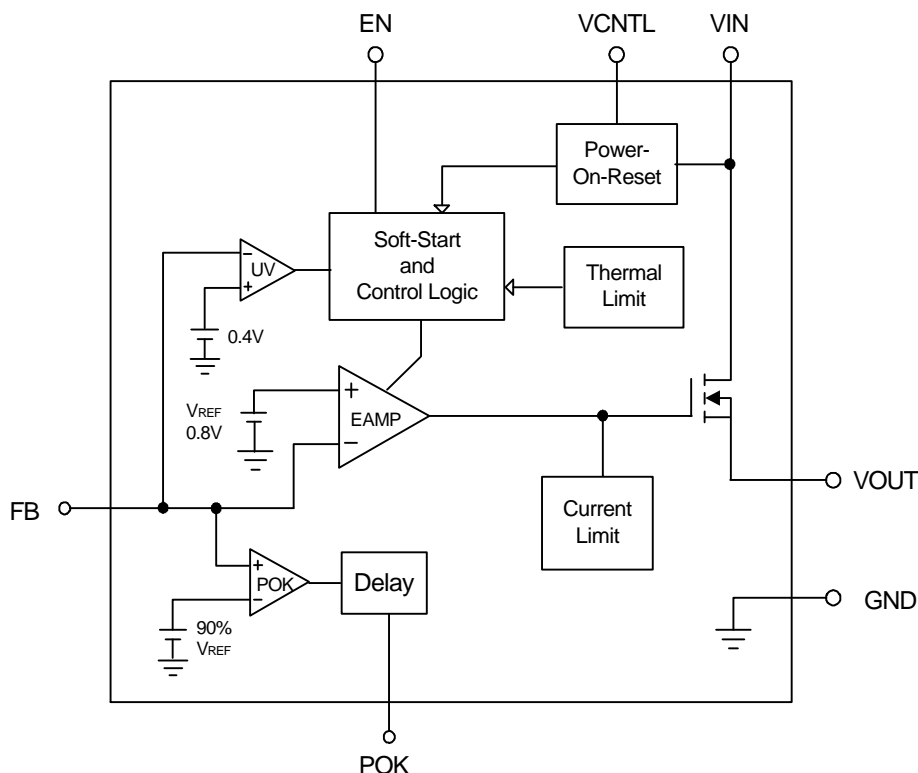 EN
VCNTL
VIN
Power-
On-Reset
Soft-Start
and
Control Logic
UV
−
+
Thermal
Limit
0.4V
VREF
0.8V
+
EAMP
−
VOUT
FB
Current
Limit
+
POK
−
Delay
90%
VREF
GND
POK